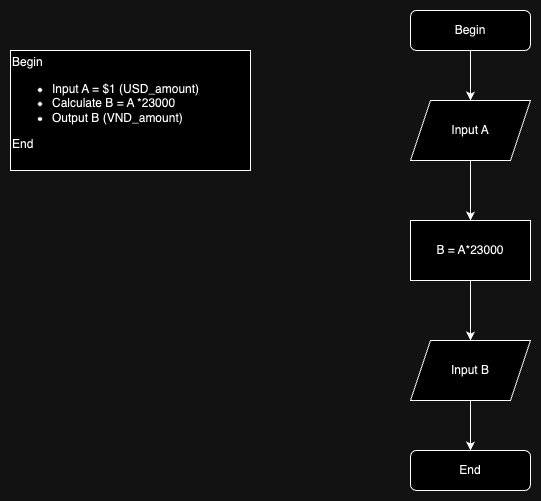 Begin
Input A = $1 (USD_amount)
Calculate B = A *23000
Output B (VND_amount)
End
Begin
Input A
B = A*23000
Input B
End